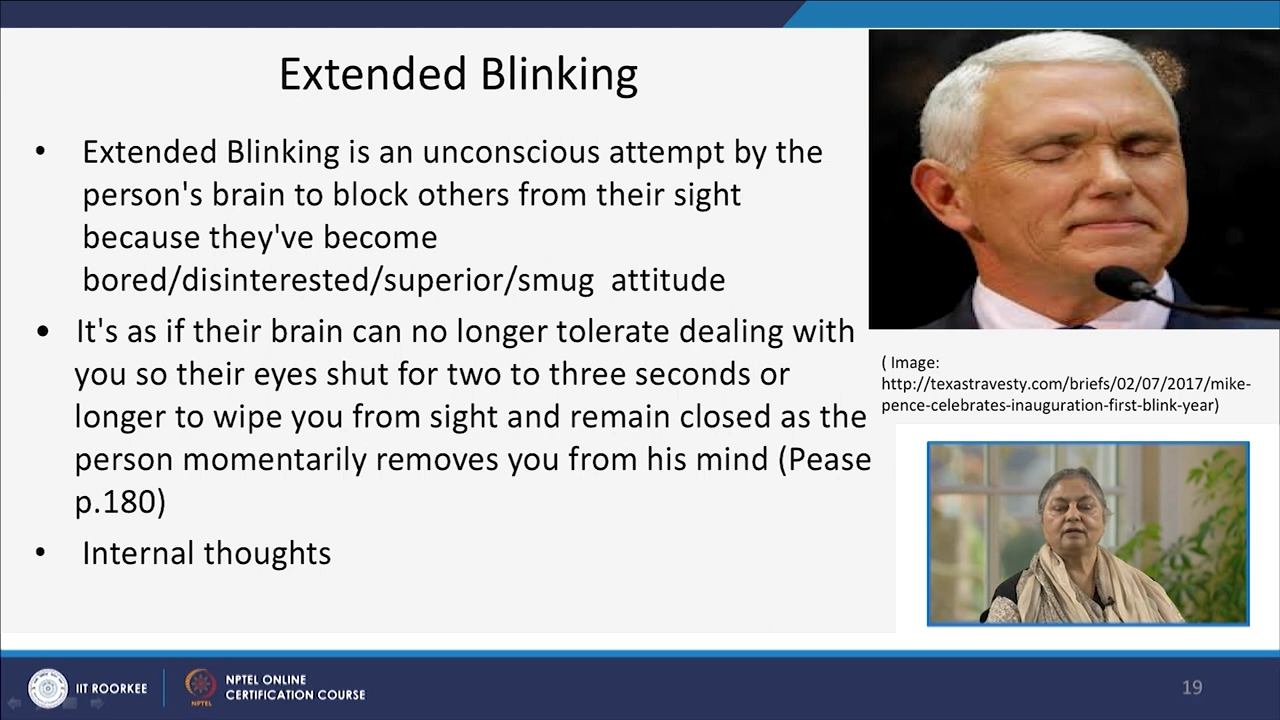 Extended Blinking
• Extended Blinking is an unconscious attempt by the
person's brain to block others from their sight
because they've become
bored/disinterested/superior/smug attitude
• It's as if their brain can no longer tolerate dealing with
you so their eyes shut for two to three seconds or
longer to wipe you from sight and remain closed as the
person momentarily removes you from his mind (Pease
p.180)
• Internal thoughts
( Image:
http://texastravesty.com/briefs/02/07/2017/mike-
pence-celebrates-inauguration-first-blink-year)
IIT ROORKEE
NPTEL
NPTEL ONLINE
CERTIFICATION COURSE
19